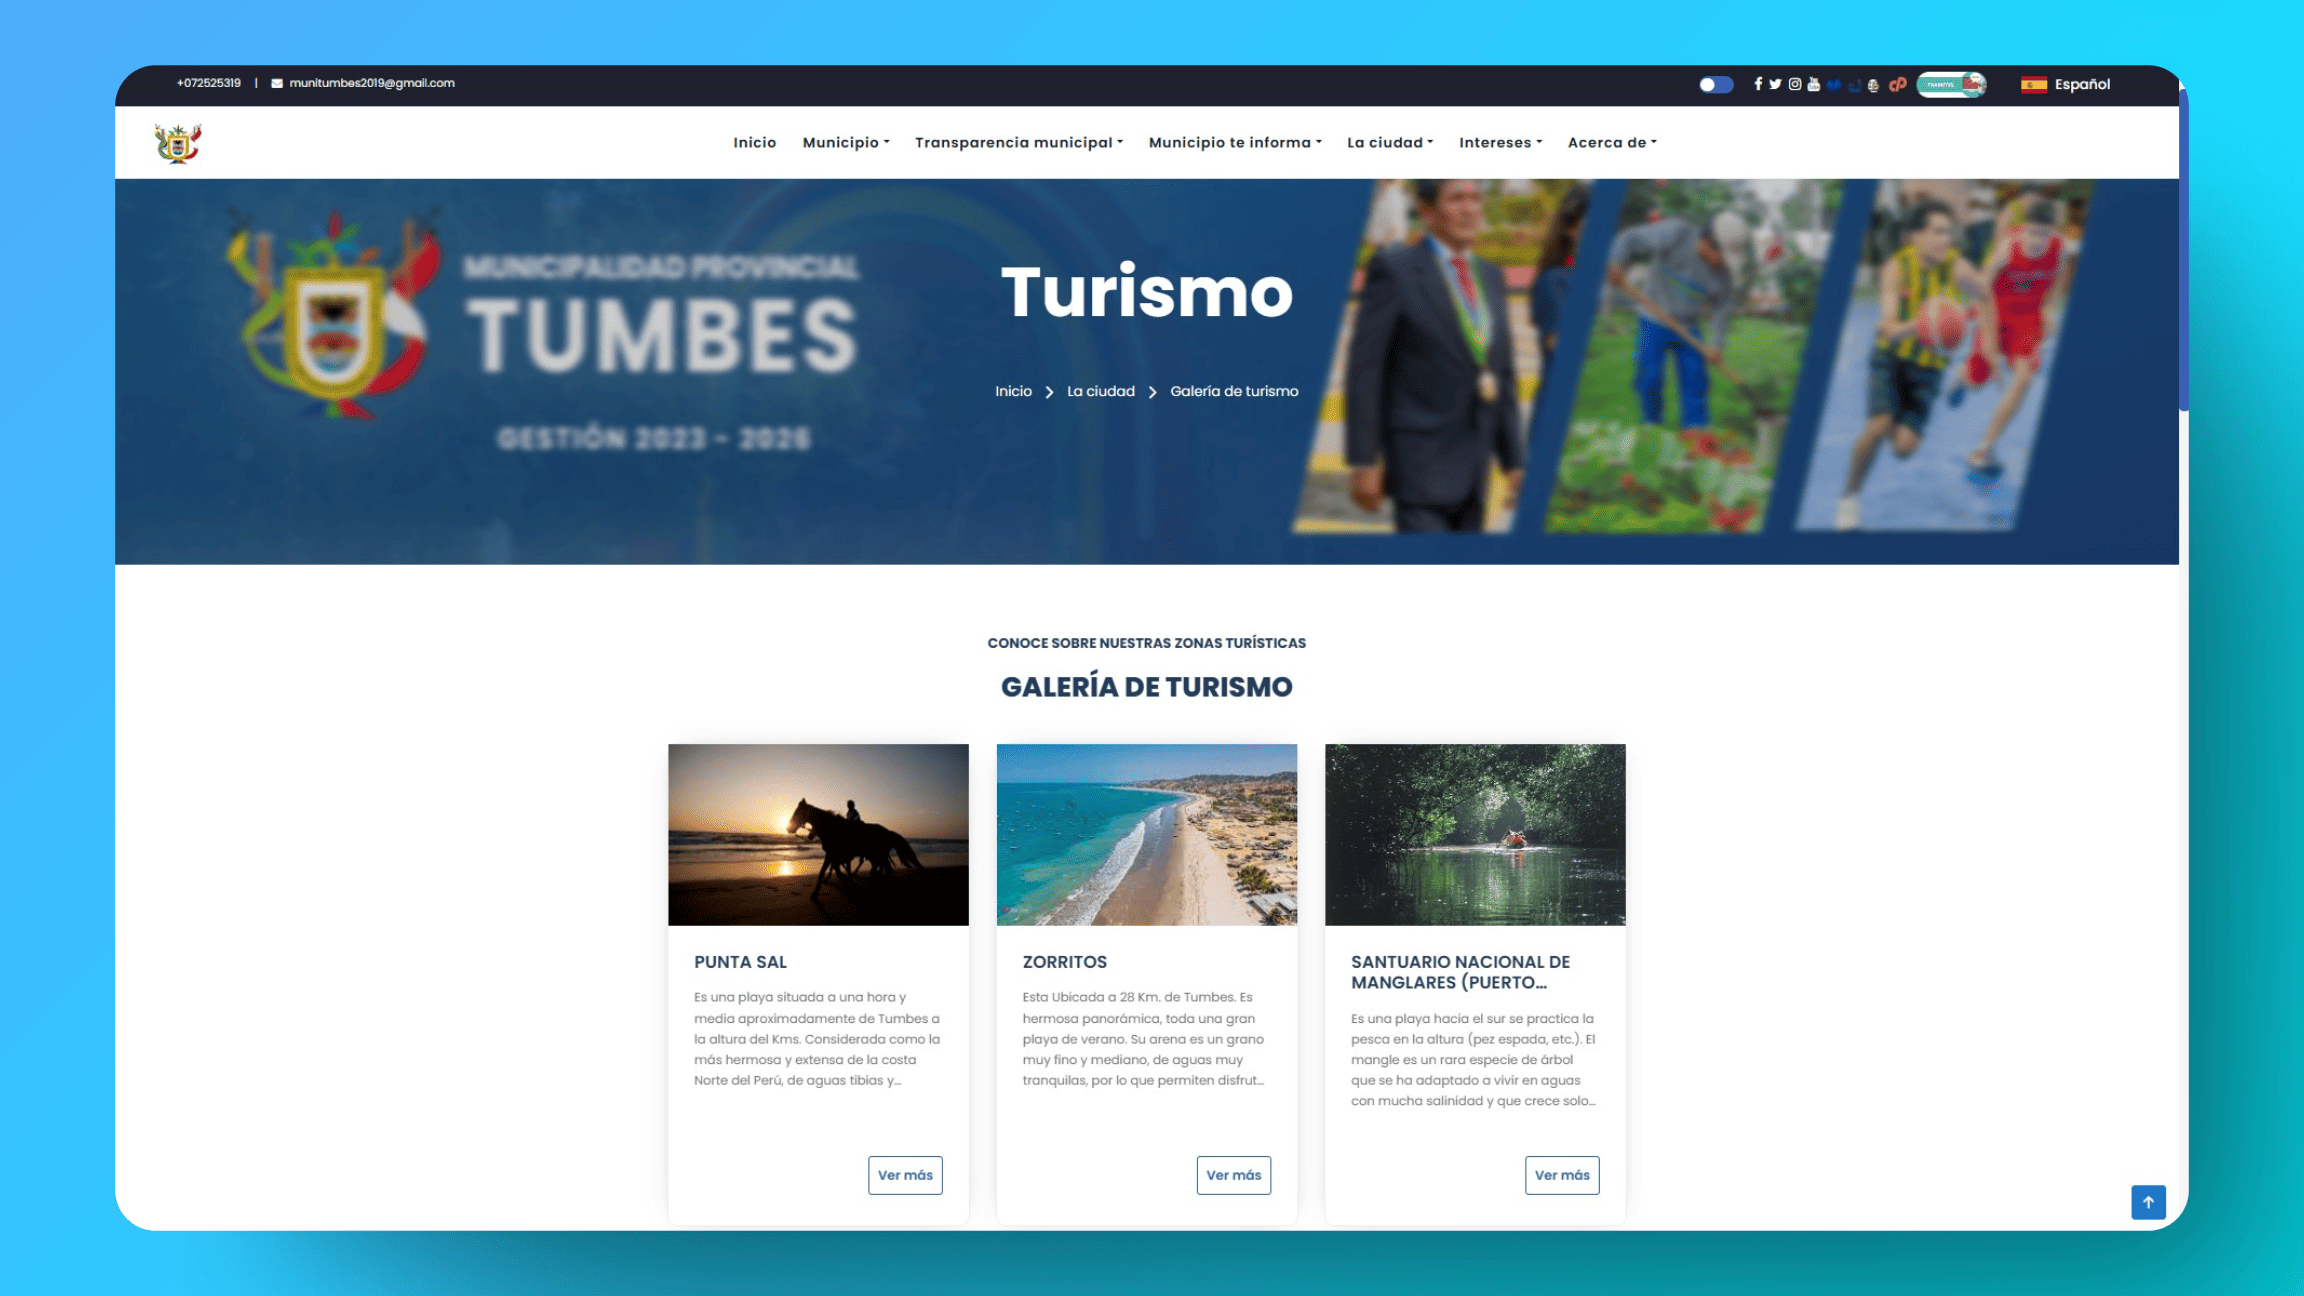 +072525319 | munitumbes2019@gmail.com
Español
Inicio Municipio Transparencia municipal Municipio te informa La ciudad Intereses Acerca de
MUNICIPALIDAD PROVINCIAL
TUMBES
GESTIÓN 2023 - 2026
Turismo
Inicio > La ciudad > Galería de turismo
CONOCE SOBRE NUESTRAS ZONAS TURÍSTICAS
GALERÍA DE TURISMO
PUNTA SAL
Es una playa situada a una hora y
media aproximadamente de Tumbes a
la altura del Kms. Considerada como la
más hermosa y extensa de la costa
Norte del Perú, de aguas tibias y...
Ver más
ZORRITOS
Esta Ubicada a 28 Km. de Tumbes. Es
hermosa panorámica, toda una gran
playa de verano. Su arena es un grano
muy fino y mediano, de aguas muy
tranquilas, por lo que permiten disfrut...
Ver más
SANTUARIO NACIONAL DE
MANGLARES (PUERTO...
Es una playa hacia el sur se practica la
pesca en la altura (pez espada, etc.). El
mangle es un rara especie de árbol
que se ha adaptado a vivir en aguas
con mucha salinidad y que crece solo...
Ver más